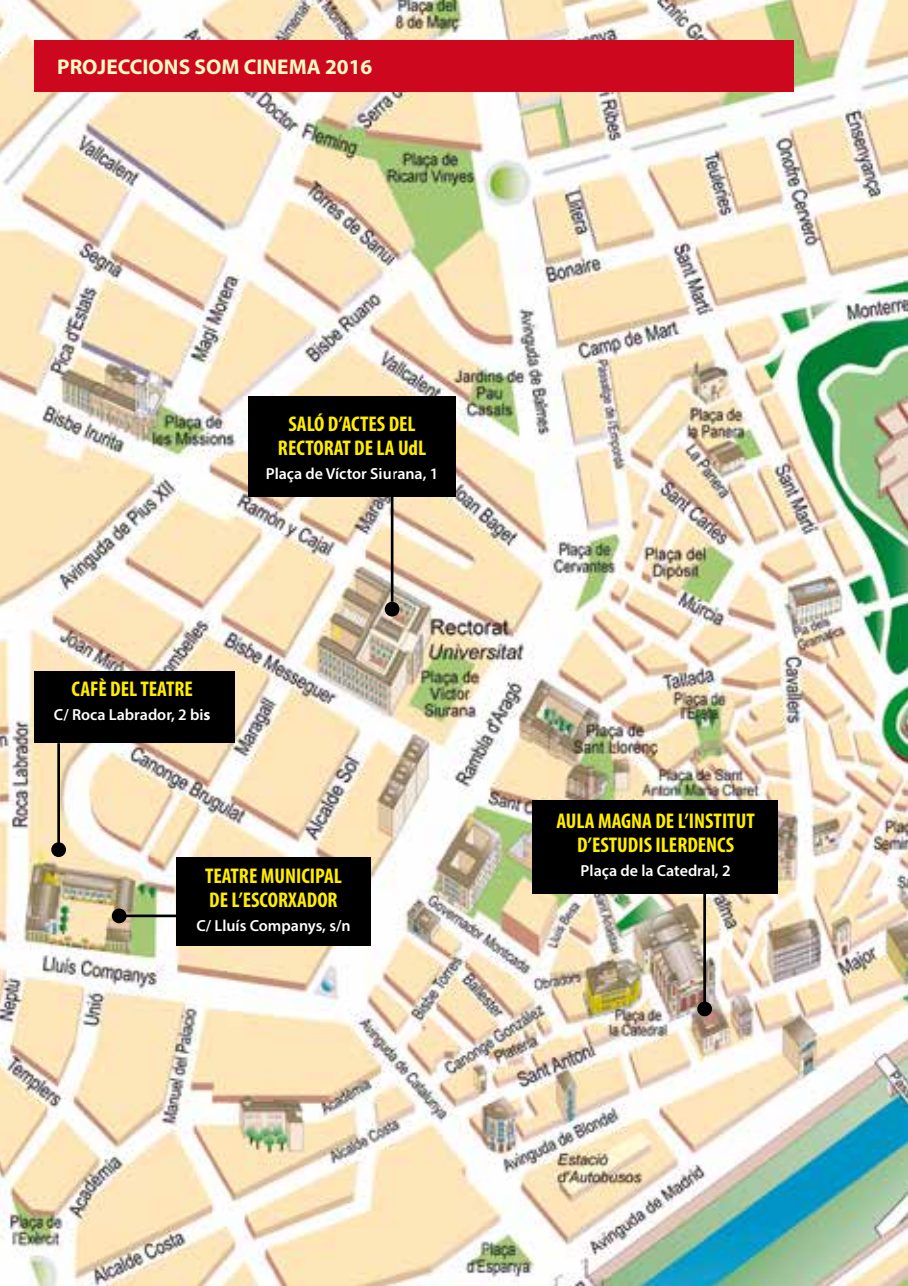 Plaça del
8 de Març
PROJECCIONS SOM CINEMA 2016
Doctor Fleming
Vallcalent
Plaça de
Ricard Vinyes
Torres de Sanui
Llitera
Teuleries
Onofre Cerveró
Ensenyança
Bonaire
Sant Martí
Segrià
Pica d'Estats
Magí Morera
Bisbe Ruano
Vallcalent
Avinguda de Balmes
Camp de Mart
Monterre
Jardins de
Pau
Casals
Passatge de l'Emporda
Plaça de
la Panera
La Panera
Bisbe Irurita
Plaça de
les Missions
SALÓ D'ACTES DEL
RECTORAT DE LA UdL
Plaça de Víctor Siurana, 1
Sant Martí
Sant Carles
Avinguda de Pius XII
Ramón y Cajal
Joan Baget
Plaça de
Cervantes
Plaça del
Dipòsit
Múrcia
Pla dels
Gramàtics
Rectorat
Universitat
Bisbe Messeguer
Plaça de
Víctor
Siurana
Tallada
Cavallers
CAFÈ DEL TEATRE
C/ Roca Labrador, 2 bis
Roca Labrador
Maragall
Rambla d'Aragó
Plaça de
Sant Llorenç
Plaça de Sant
Antoni Maria Claret
Canonge Brugulat
Alcalde Sol
AULA MAGNA DE L'INSTITUT
D'ESTUDIS ILERDENCS
Plaça de la Catedral, 2
TEATRE MUNICIPAL
DE L'ESCORXADOR
C/ Lluís Companys, s/n
Governador Montcada
Lluís Besa
Major
Lluís Companys
Bisbe Torres
Ballester
Obradors
Neptú
Unió
Plaça de
la Catedral
Canonge González
Plateria
Sant Antoni
Manuel del Palacio
Avinguda de Catalunya
Templers
Acadèmia
Alcalde Costa
Avinguda de Blondel
Estació
d'Autobusos
Avinguda de Madrid
Acadèmia
Plaça de
l'Exèrcit
Alcalde Costa
Plaça
d'Espanya